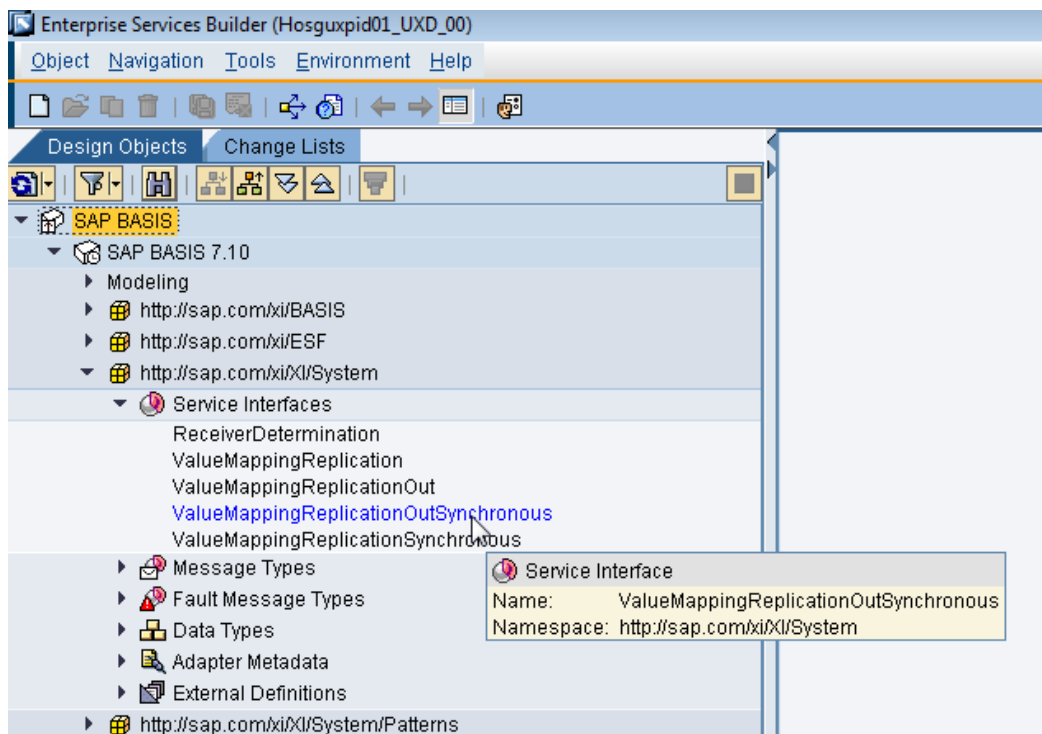 Enterprise Services Builder (Hosguxpid01_UXD_00)
Object Navigation Tools Environment Help
Design Objects Change Lists
SAP BASIS
SAP BASIS 7.10
Modeling
http://sap.com/xi/BASIS
http://sap.com/xi/ESF
http://sap.com/xi/XI/System
Service Interfaces
ReceiverDetermination
ValueMappingReplication
ValueMappingReplicationOut
ValueMappingReplicationOutSynchronous
ValueMappingReplicationSynchronous
Message Types
Fault Message Types
Data Types
Adapter Metadata
External Definitions
http://sap.com/xi/XI/System/Patterns
Service Interface
Name: ValueMappingReplicationOutSynchronous
Namespace: http://sap.com/xi/XI/System